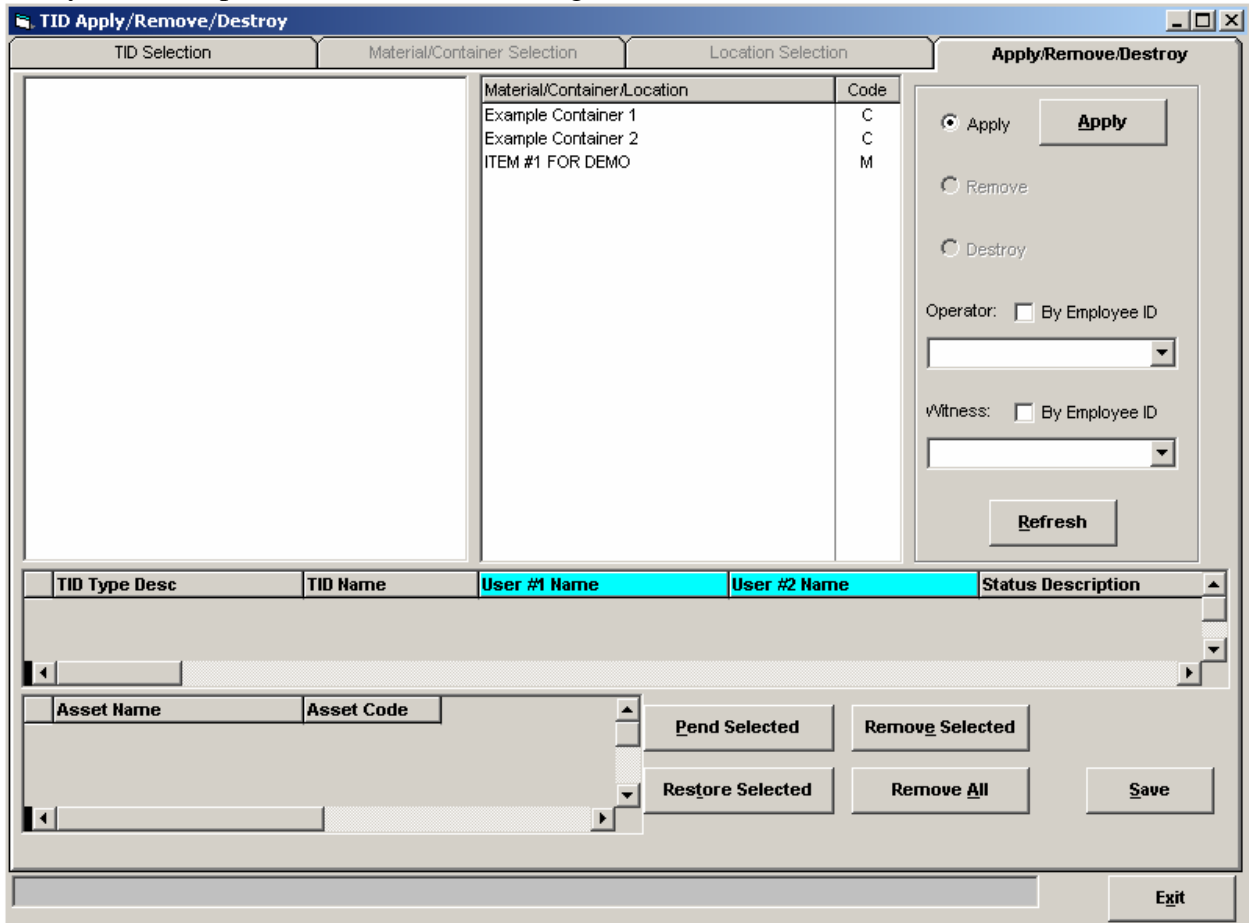 TID Apply/Remove/Destroy
TID Selection Material/Container Selection Location Selection Apply/Remove/Destroy
Material/Container/Location Code
Example Container 1 C
Example Container 2 C
ITEM #1 FOR DEMO M
Apply Apply
Remove
Destroy
Operator: By Employee ID
Witness: By Employee ID
Refresh
TID Type Desc TID Name User #1 Name User #2 Name Status Description
Asset Name Asset Code
Pend Selected Remove Selected
Restore Selected Remove All Save
Exit